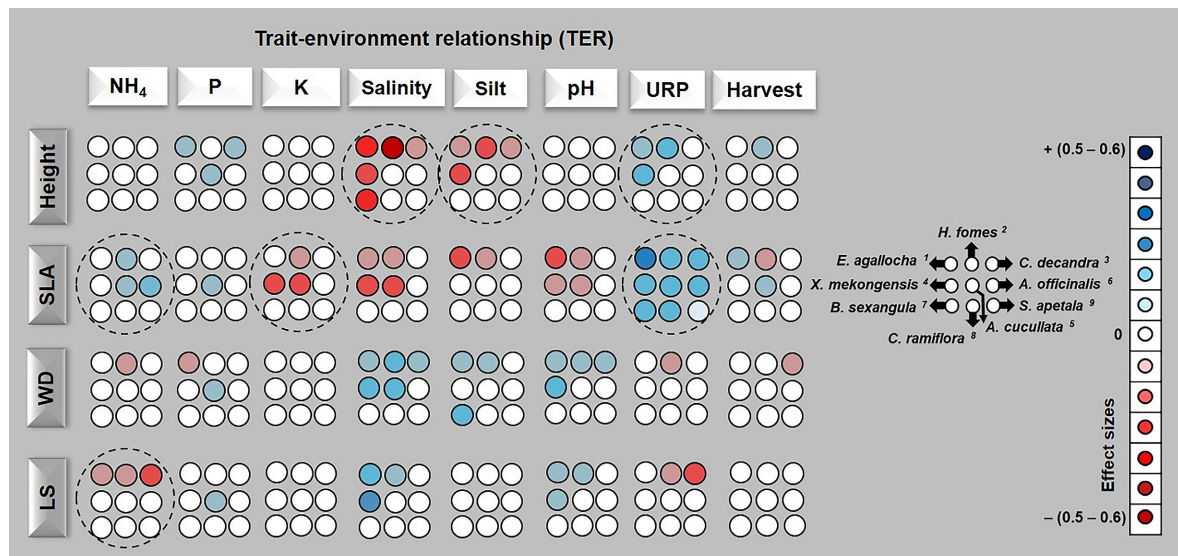 Trait-environment relationship (TER)
NH₄ P K Salinity Silt pH URP Harvest
Height
SLA
WD
LS
H. fomes ²
E. agallocha ¹
C. decandra ³
X. mekongensis ⁴
A. officinalis ⁶
B. sexangula ⁷
S. apetala ⁹
A. cucullata ⁵
C. ramiflora ⁸
+ (0.5 – 0.6)
0
– (0.5 – 0.6)
Effect sizes